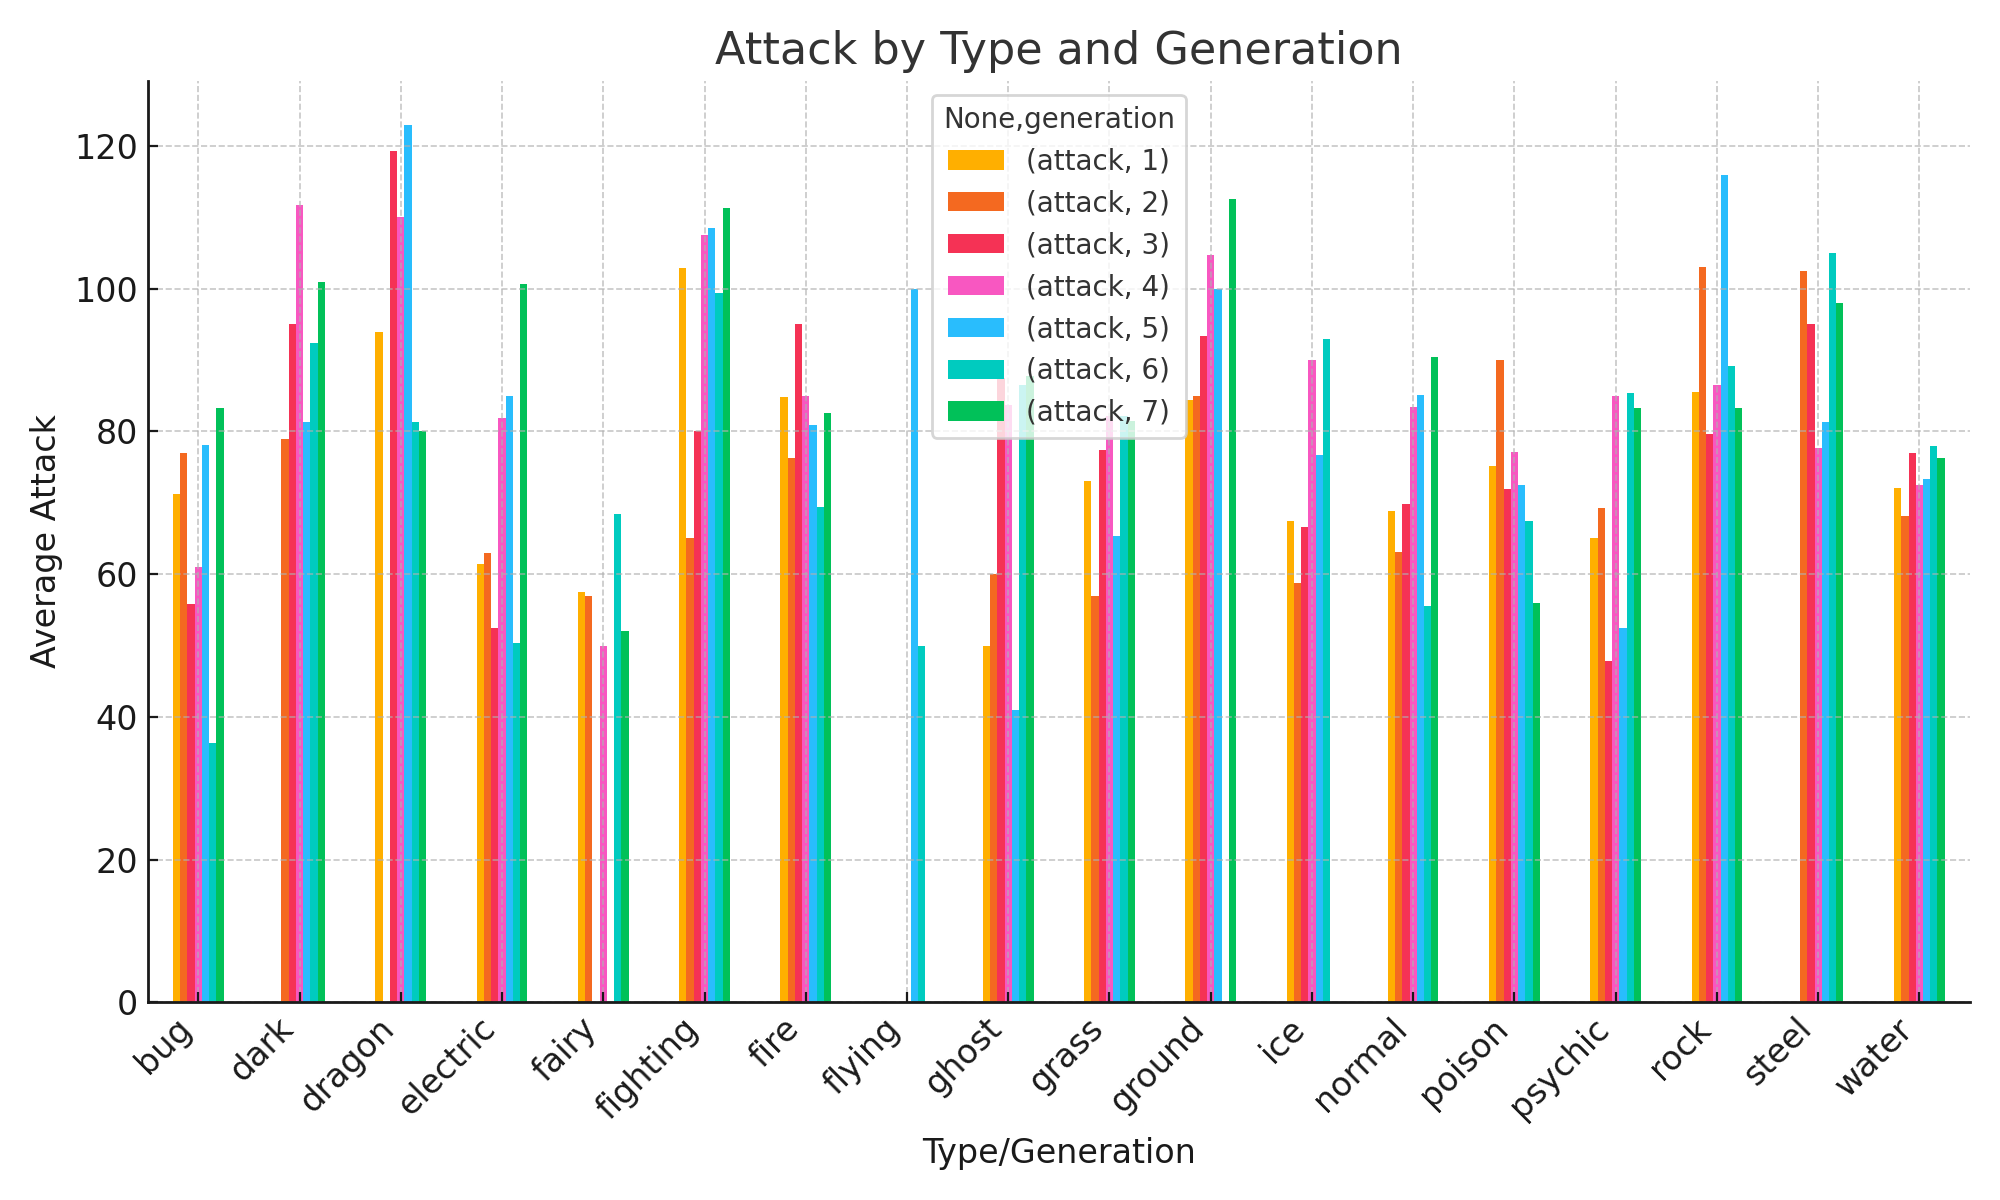 Attack by Type and Generation
None,generation
(attack, 1)
(attack, 2)
(attack, 3)
(attack, 4)
(attack, 5)
(attack, 6)
(attack, 7)
Average Attack
120
100
80
60
40
20
0
bug
dark
dragon
electric
fairy
fighting
fire
flying
ghost
grass
ground
ice
normal
poison
psychic
rock
steel
water
Type/Generation